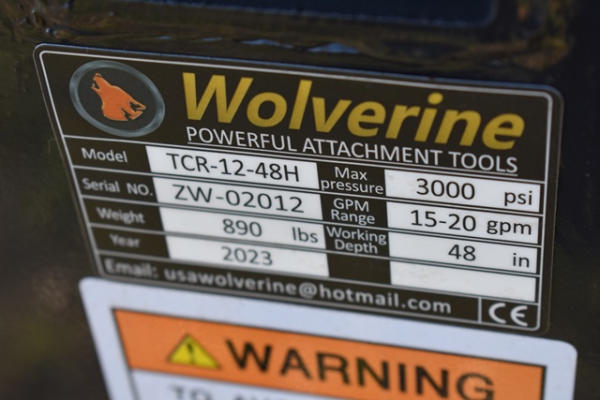 Wolverine
POWERFUL ATTACHMENT TOOLS
Model TCR-12-48H Max pressure 3000 psi
Serial NO. ZW-02012 GPM Range 15-20 gpm
Weight 890 lbs Working Depth 48 in
Year 2023
Email: usawolverine@hotmail.com CE
WARNING